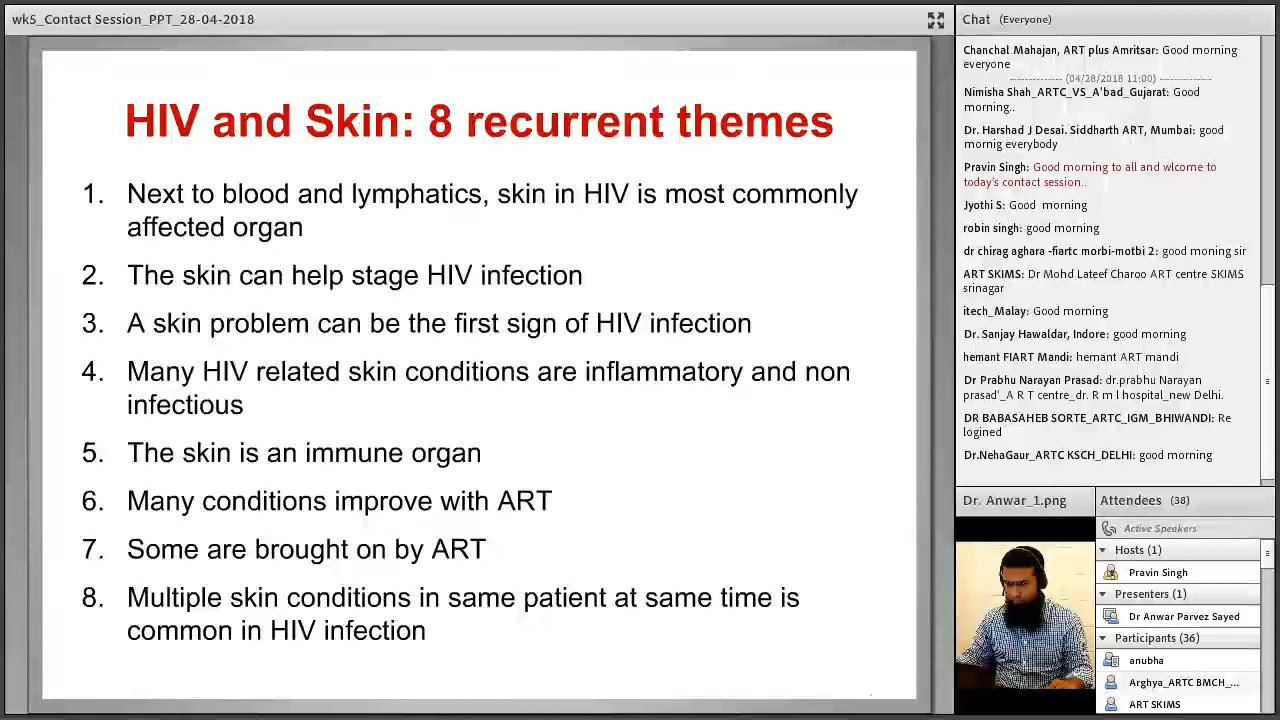 wk5_Contact Session_PPT_28-04-2018
HIV and Skin: 8 recurrent themes
1. Next to blood and lymphatics, skin in HIV is most commonly
affected organ
2. The skin can help stage HIV infection
3. A skin problem can be the first sign of HIV infection
4. Many HIV related skin conditions are inflammatory and non
infectious
5. The skin is an immune organ
6. Many conditions improve with ART
7. Some are brought on by ART
8. Multiple skin conditions in same patient at same time is
common in HIV infection
Chat (Everyone)
Chanchal Mahajan, ART plus Amritsar: Good morning
everyone
--------------- (04/28/2018 11:00) ---------------
Nimisha Shah_ARTC_VS_A'bad_Gujarat: Good
morning..
Dr. Harshad J Desai. Siddharth ART, Mumbai: good
mornig everybody
Pravin Singh: Good morning to all and wlcome to
today's contact session..
Jyothi S: Good morning
robin singh: good morning
dr chirag aghara -fiartc morbi-motbi 2: good moning sir
ART SKIMS: Dr Mohd Lateef Charoo ART centre SKIMS
srinagar
itech_Malay: Good morning
Dr. Sanjay Hawaldar, Indore: good morning
hemant FIART Mandi: hemant ART mandi
Dr Prabhu Narayan Prasad: dr.prabhu Narayan
prasad'_A R T centre_dr. R m l hospital_new Delhi.
DR BABASAHEB SORTE_ARTC_IGM_BHIWANDI: Re
logined
Dr.NehaGaur_ARTC KSCH_DELHI: good morning
Dr. Anwar_1.png
Attendees (38)
Active Speakers
Hosts (1)
Pravin Singh
Presenters (1)
Dr Anwar Parvez Sayed
Participants (36)
anubha
Arghya_ARTC BMCH_...
ART SKIMS